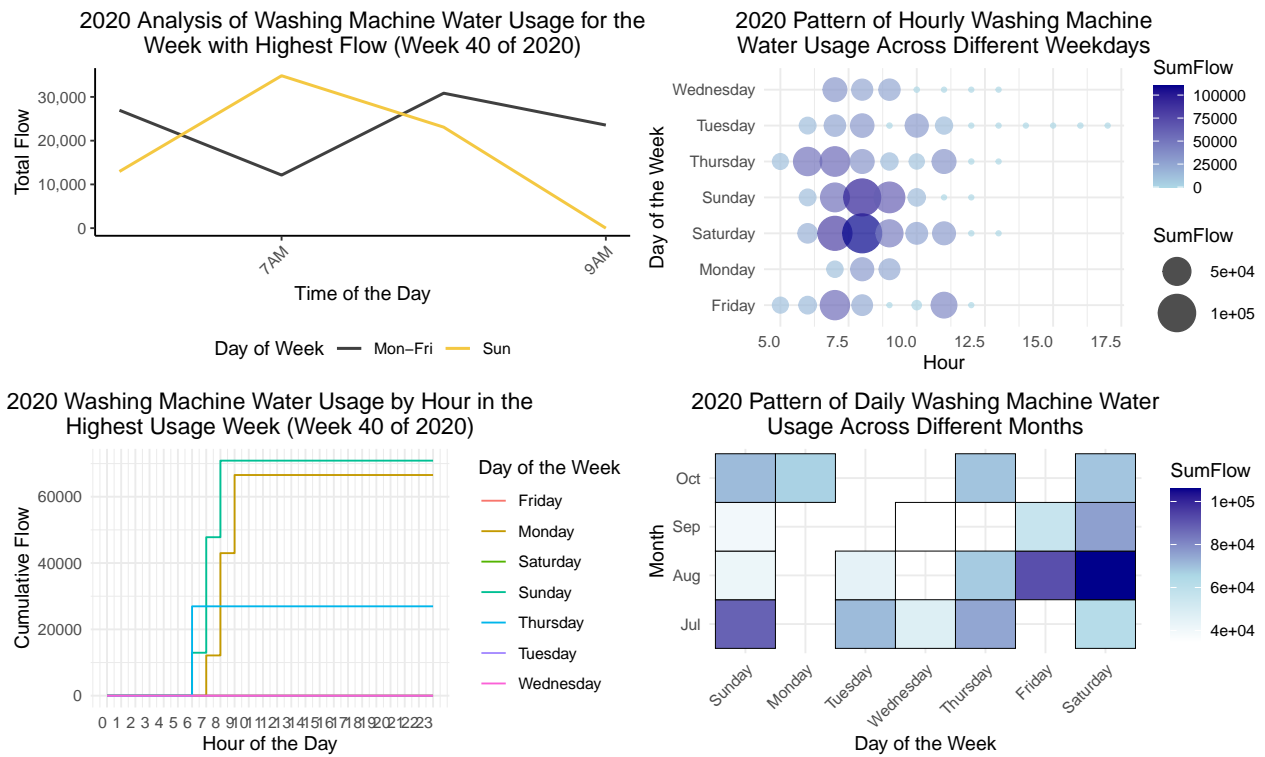 2020 Analysis of Washing Machine Water Usage for the
Week with Highest Flow (Week 40 of 2020)
Total Flow
30,000
20,000
10,000
0
7AM
9AM
Time of the Day
Day of Week
Mon−Fri
Sun
2020 Pattern of Hourly Washing Machine
Water Usage Across Different Weekdays
Day of the Week
Wednesday
Tuesday
Thursday
Sunday
Saturday
Monday
Friday
5.0
7.5
10.0
12.5
15.0
17.5
Hour
SumFlow
100000
75000
50000
25000
0
SumFlow
5e+04
1e+05
2020 Washing Machine Water Usage by Hour in the
Highest Usage Week (Week 40 of 2020)
Cumulative Flow
60000
40000
20000
0
0 1 2 3 4 5 6 7 8 9 10 11 12 13 14 15 16 17 18 19 20 21 22 23
Hour of the Day
Day of the Week
Friday
Monday
Saturday
Sunday
Thursday
Tuesday
Wednesday
2020 Pattern of Daily Washing Machine Water
Usage Across Different Months
Month
Oct
Sep
Aug
Jul
Sunday
Monday
Tuesday
Wednesday
Thursday
Friday
Saturday
Day of the Week
SumFlow
1e+05
8e+04
6e+04
4e+04